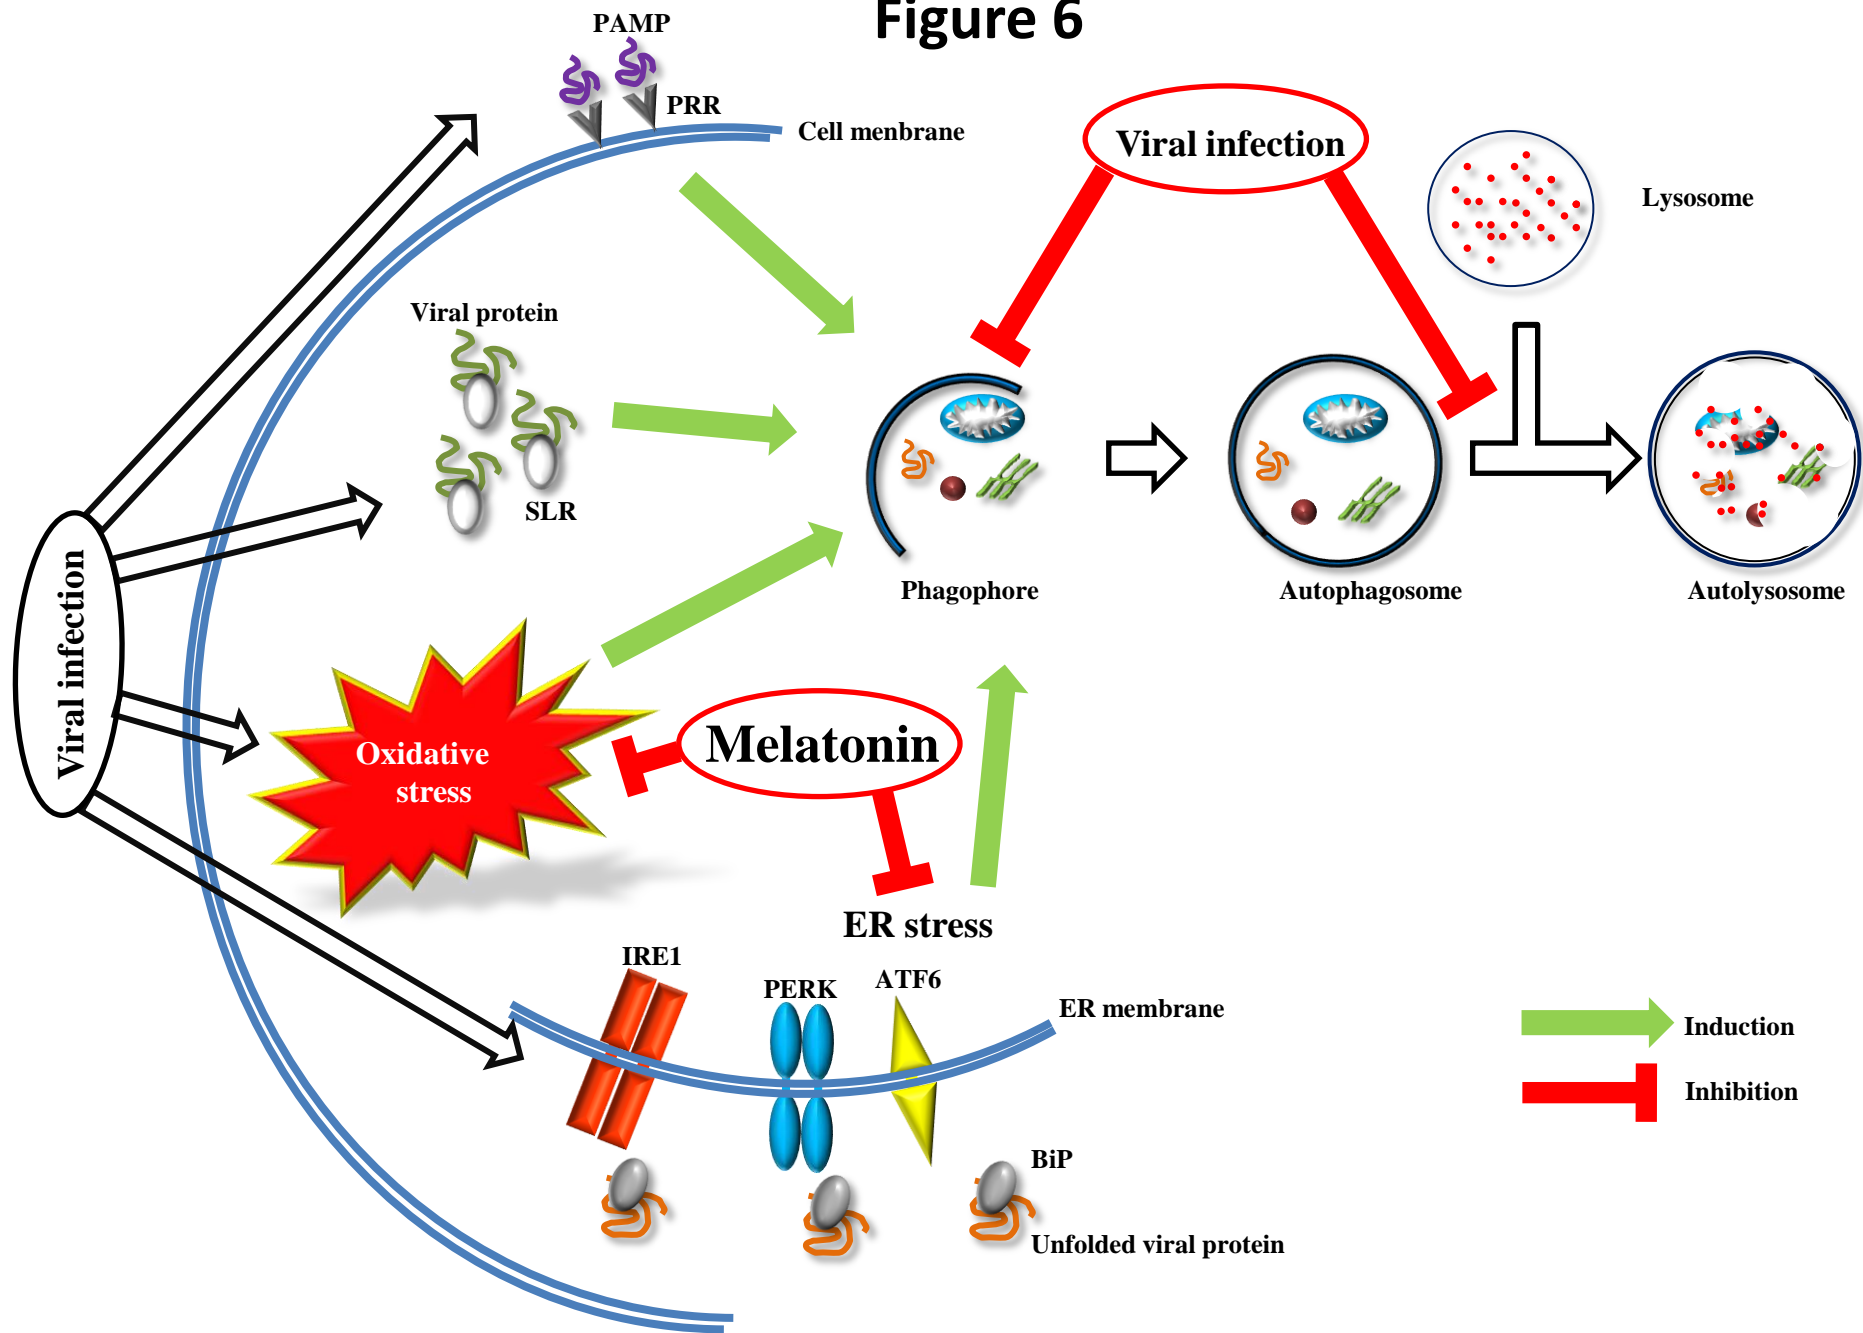 Figure 6
PAMP
PRR
Cell menbrane
Viral infection
Lysosome
Viral protein
SLR
Phagophore
Autophagosome
Autolysosome
Viral infection
Oxidative
stress
Melatonin
ER stress
IRE1
PERK
ATF6
ER membrane
Induction
Inhibition
BiP
Unfolded viral protein